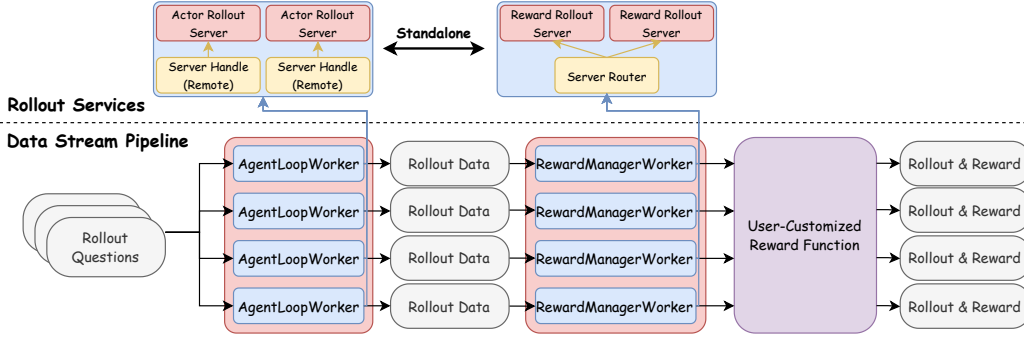 Actor Rollout
Server
Actor Rollout
Server
Server Handle
(Remote)
Server Handle
(Remote)
Standalone
Reward Rollout
Server
Reward Rollout
Server
Server Router
Rollout Services
Data Stream Pipeline
Rollout
Questions
AgentLoopWorker
Rollout Data
RewardManagerWorker
Rollout & Reward
AgentLoopWorker
Rollout Data
RewardManagerWorker
Rollout & Reward
AgentLoopWorker
Rollout Data
RewardManagerWorker
Rollout & Reward
AgentLoopWorker
Rollout Data
RewardManagerWorker
Rollout & Reward
User-Customized
Reward Function